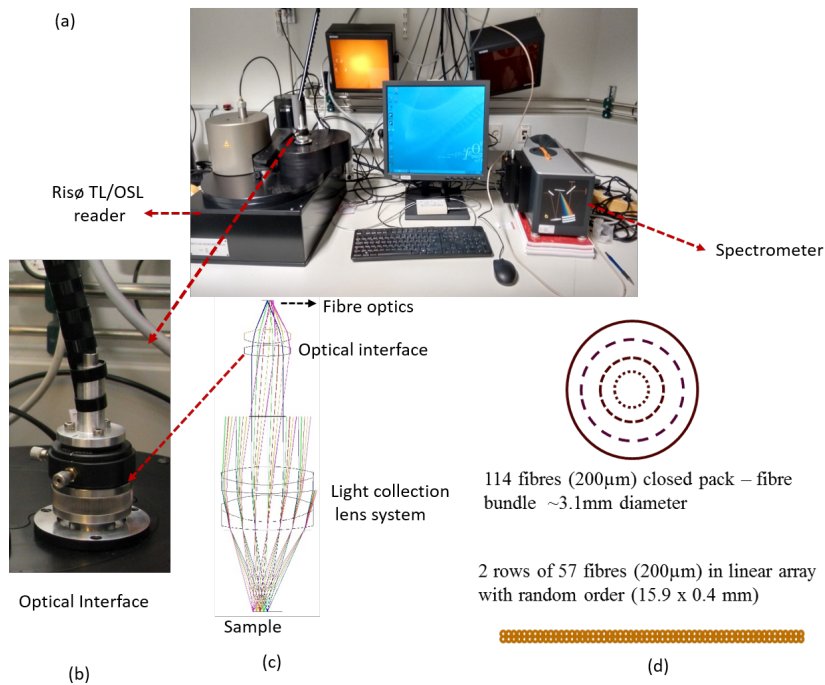 (a)
Risø TL/OSL
reader
Spectrometer
Fibre optics
Optical interface
Light collection
lens system
114 fibres (200µm) closed pack – fibre
bundle ~3.1mm diameter
2 rows of 57 fibres (200µm) in linear array
with random order (15.9 x 0.4 mm)
Optical Interface
Sample
(b)
(c)
(d)